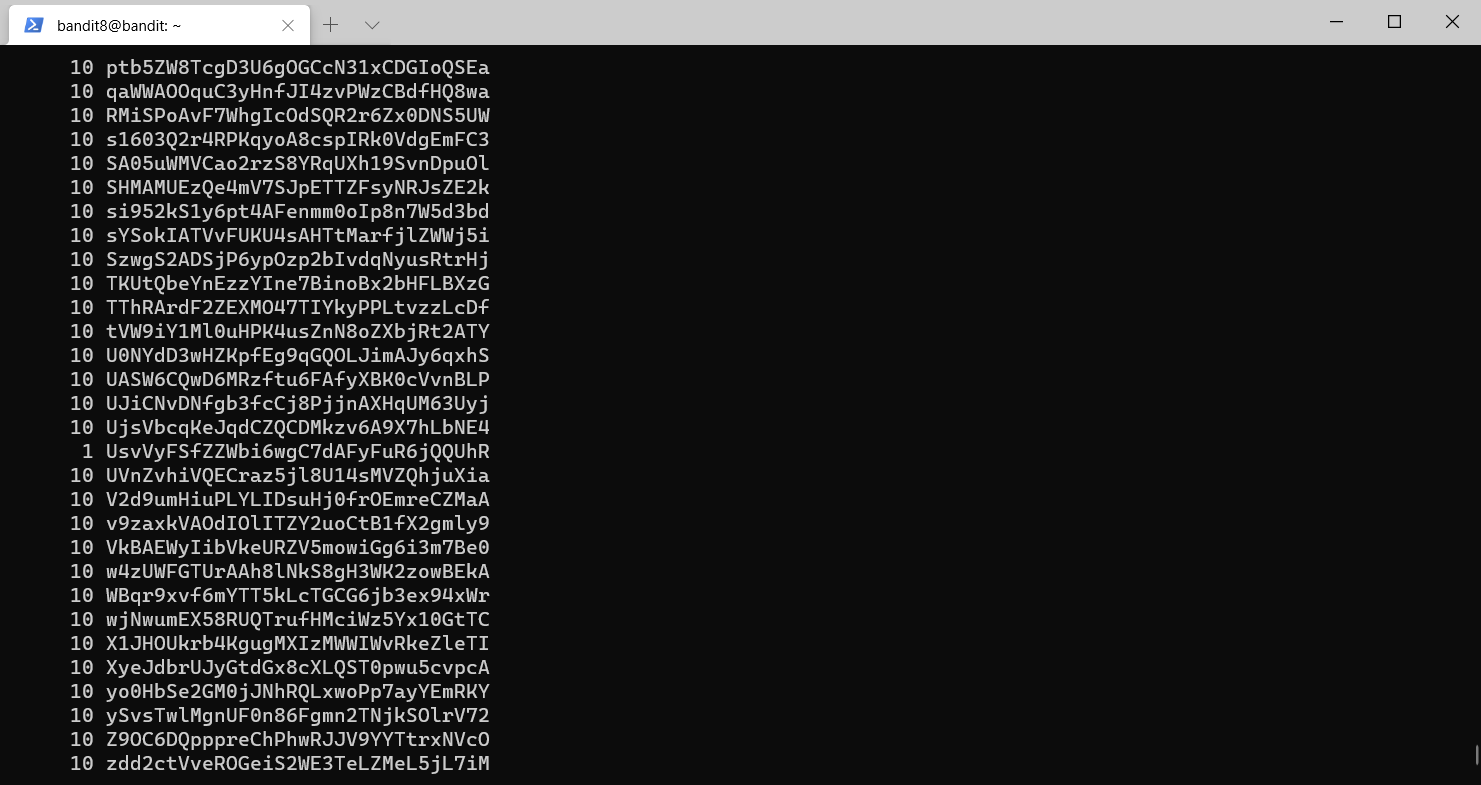 bandit8@bandit: ~
10 ptb5ZW8TcgD3U6gOGCcN31xCDGIoQSEa
10 qaWWAOOquC3yHnfJI4zvPWzCBdfHQ8wa
10 RMiSPoAvF7WhgIcOdSQR2r6Zx0DNS5UW
10 s1603Q2r4RPKqyoA8cspIRk0VdgEmFC3
10 SA05uWMVCao2rzS8YRqUXh19SvnDpuOl
10 SHMAMUEzQe4mV7SJpETTZFsyNRJsZE2k
10 si952kS1y6pt4AFenmm0oIp8n7W5d3bd
10 sYSokIATVvFUKU4sAHTtMarfjlZWWj5i
10 SzwgS2ADSjP6ypOzp2bIvdqNyusRtrHj
10 TKUtQbeYnEzzYIne7BinoBx2bHFLBXzG
10 TThRArdF2ZEXMO47TIYkyPPLtvzzLcDf
10 tVW9iY1Ml0uHPK4usZnN8oZXbjRt2ATY
10 U0NYdD3wHZKpfEg9qGQOLJimAJy6qxhS
10 UASW6CQwD6MRzftu6FAfyXBK0cVvnBLP
10 UJiCNvDNfgb3fcCj8PjjnAXHqUM63Uyj
10 UjsVbcqKeJqdCZQCDMkzv6A9X7hLbNE4
1 UsvVyFSfZZWbi6wgC7dAFyFuR6jQQUhR
10 UVnZvhiVQECraz5jl8U14sMVZQhjuXia
10 V2d9umHiuPLYLIDsuHj0frOEmreCZMaA
10 v9zaxkVAOdIOlITZY2uoCtB1fX2gmly9
10 VkBAEWyIibVkeURZV5mowiGg6i3m7Be0
10 w4zUWFGTUrAAh8lNkS8gH3WK2zowBEkA
10 WBqr9xvf6mYTT5kLcTGCG6jb3ex94xWr
10 wjNwumEX58RUQTrufHMciWz5Yx10GtTC
10 X1JHOUkrb4KgugMXIzMWWIWvRkeZleTI
10 XyeJdbrUJyGtdGx8cXLQST0pwu5cvpcA
10 yo0HbSe2GM0jJNhRQLxwoPp7ayYEmRKY
10 ySvsTwlMgnUF0n86Fgmn2TNjkSOlrV72
10 Z9OC6DQpppreChPhwRJJV9YYTtrxNVcO
10 zdd2ctVveROGeiS2WE3TeLZMeL5jL7iM